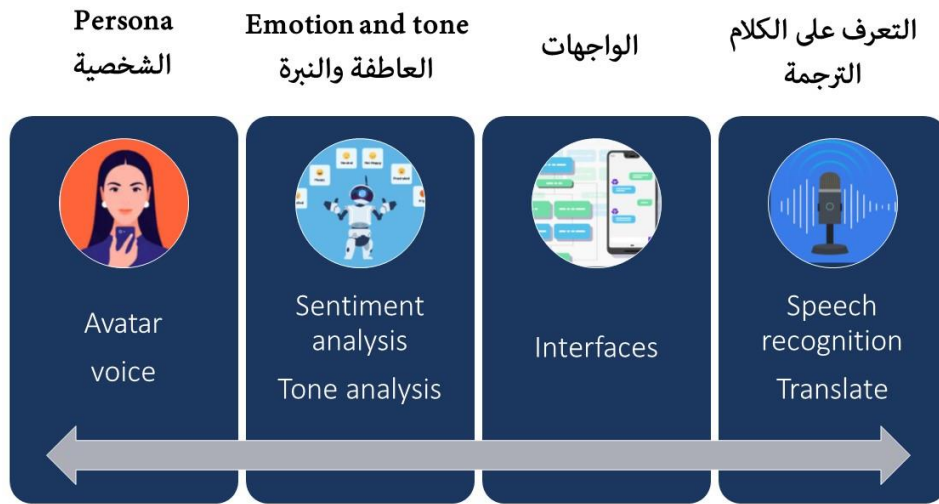 Persona
الشخصية
Emotion and tone
العاطفة والنبرة
الواجهات
التعرف على الكلام
الترجمة
Avatar
voice
Sentiment
analysis
Tone analysis
Interfaces
Speech
recognition
Translate